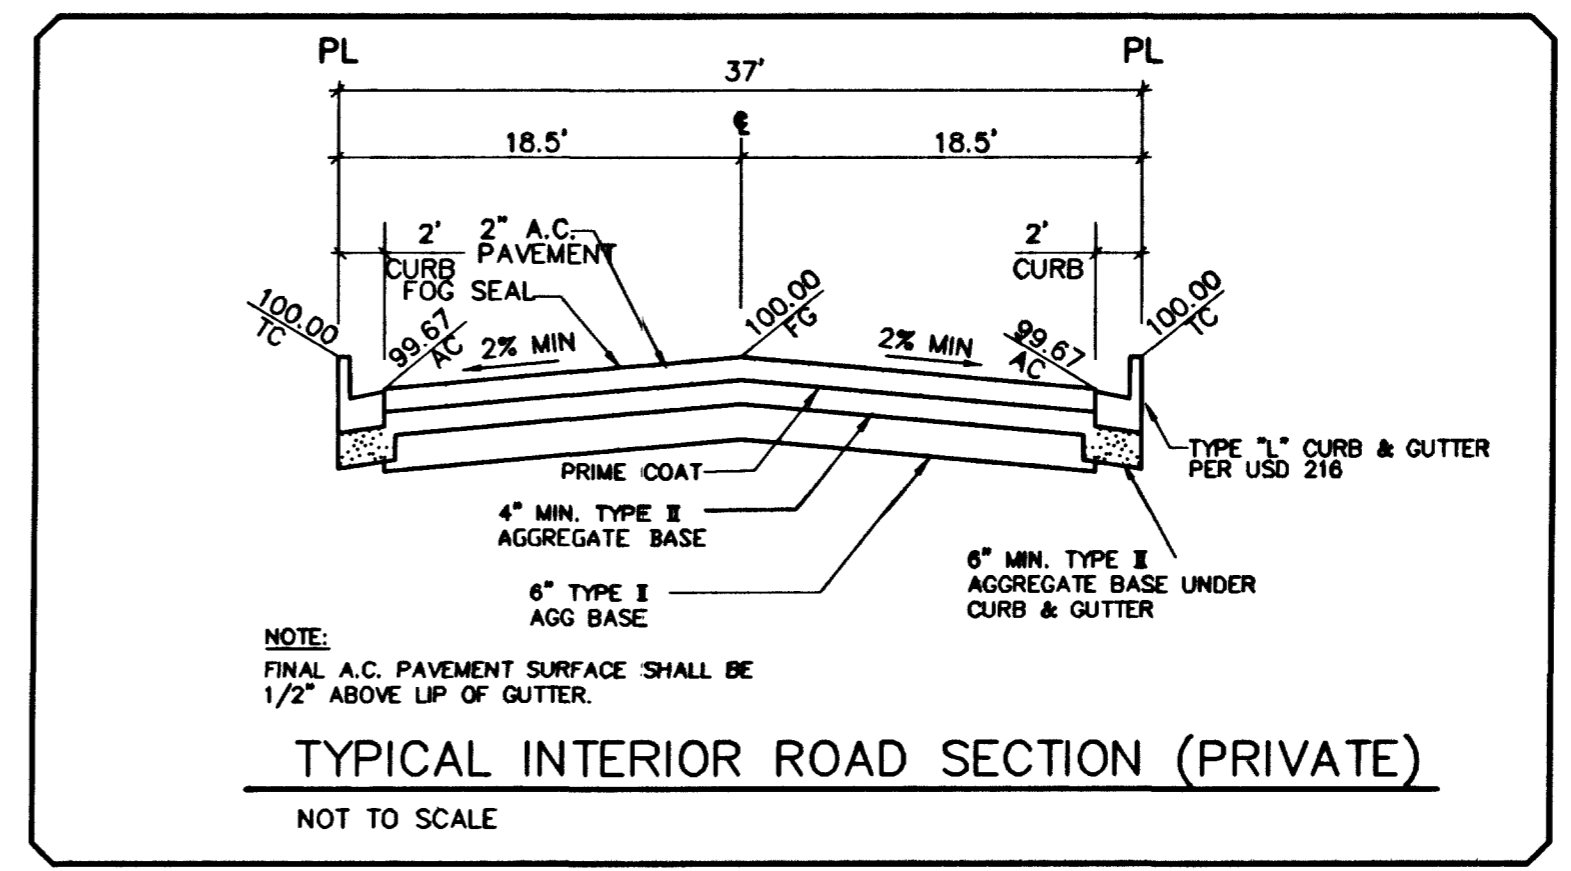 PL PL
37'
℄
18.5' 18.5'
2' 2" A.C. 2'
CURB PAVEMENT CURB
FOG SEAL
100.00
TC
99.67
AC
2% MIN
100.00
FG
2% MIN
99.67
AC
100.00
TC
TYPE "L" CURB & GUTTER
PER USD 216
PRIME COAT
4" MIN. TYPE II
AGGREGATE BASE
6" MIN. TYPE II
AGGREGATE BASE UNDER
CURB & GUTTER
6" TYPE I
AGG BASE
NOTE:
FINAL A.C. PAVEMENT SURFACE SHALL BE
1/2" ABOVE LIP OF GUTTER.
TYPICAL INTERIOR ROAD SECTION (PRIVATE)
NOT TO SCALE